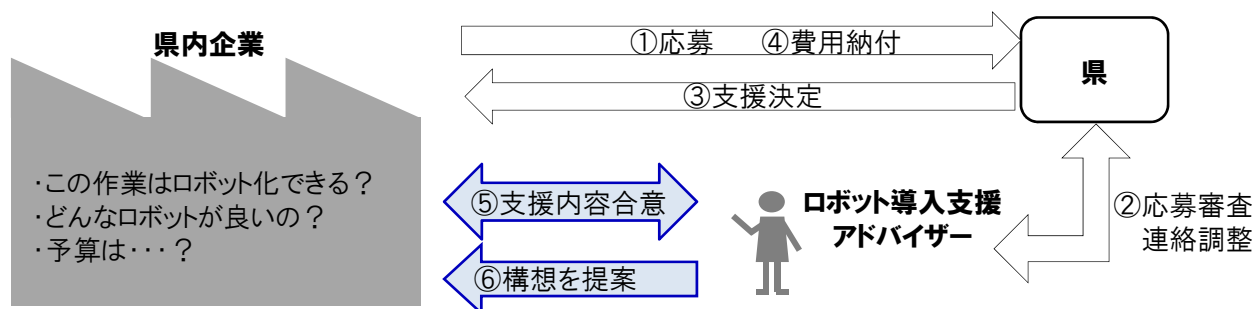 県内企業
①応募　　④費用納付
県
③支援決定
・この作業はロボット化できる？
・どんなロボットが良いの？
・予算は・・・？
⑤支援内容合意
ロボット導入支援
アドバイザー
②応募審査
連絡調整
⑥構想を提案